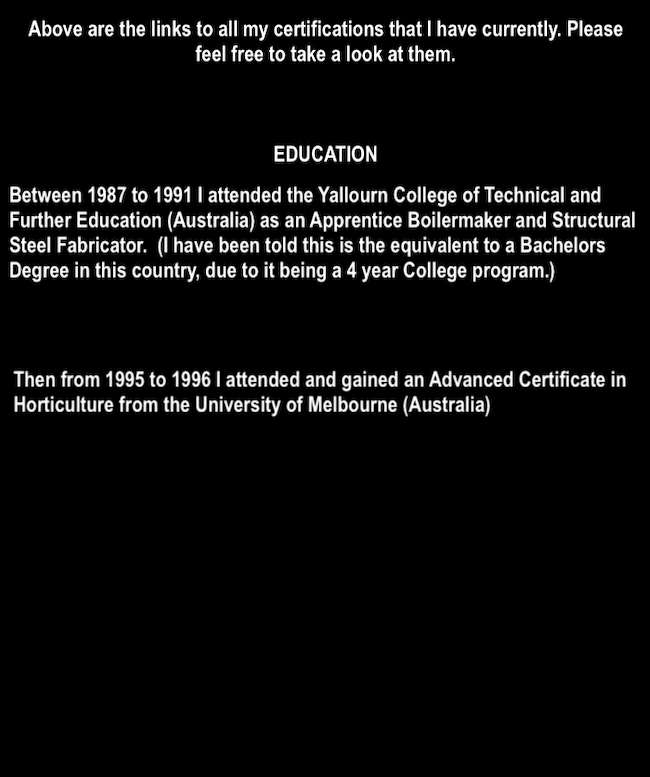 Above are the links to all my certifications that I have currently. Please
feel free to take a look at them.
EDUCATION
Between 1987 to 1991 I attended the Yallourn College of Technical and
Further Education (Australia) as an Apprentice Boilermaker and Structural
Steel Fabricator.  (I have been told this is the equivalent to a Bachelors
Degree in this country, due to it being a 4 year College program.)
Then from 1995 to 1996 I attended and gained an Advanced Certificate in
Horticulture from the University of Melbourne (Australia)